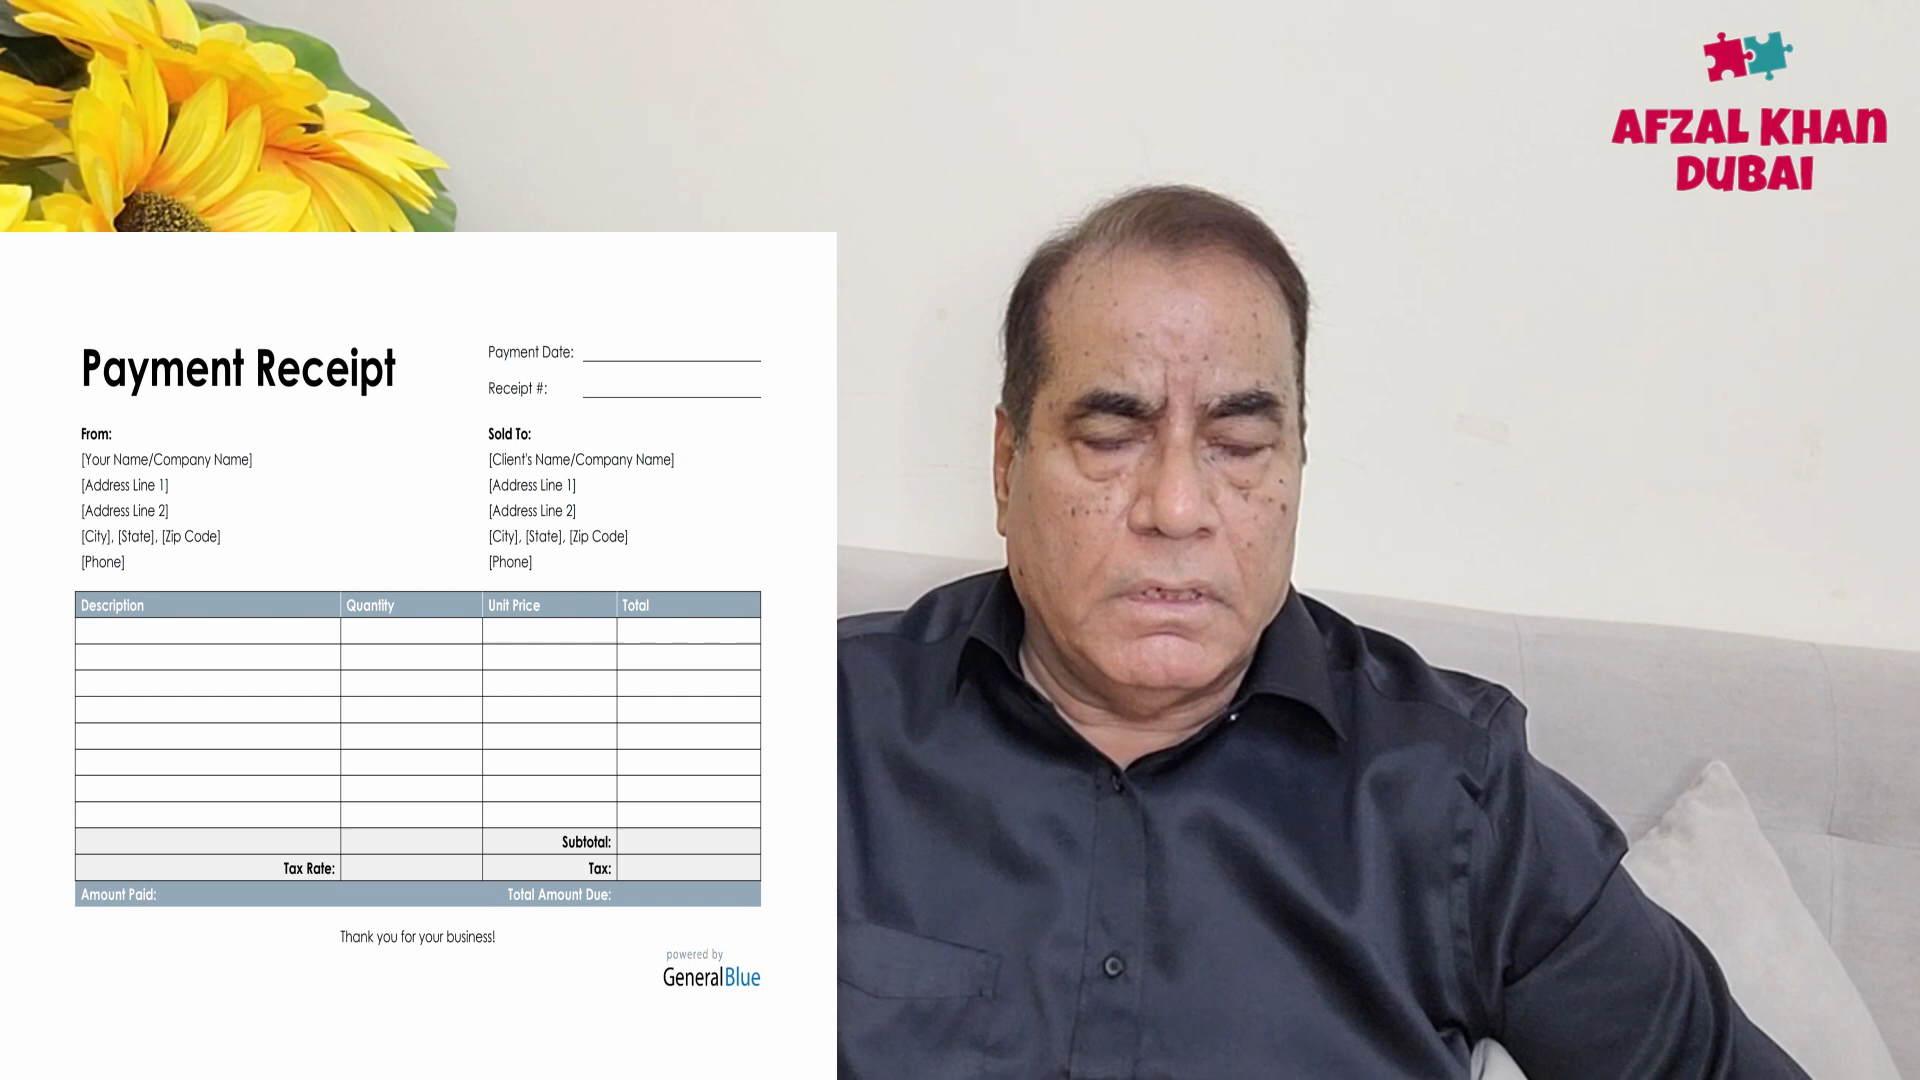 AFZAL KHAN
DUBAI
Payment Receipt
Payment Date:
Receipt #:
From:
[Your Name/Company Name]
[Address Line 1]
[Address Line 2]
[City], [State], [Zip Code]
[Phone]
Sold To:
[Client's Name/Company Name]
[Address Line 1]
[Address Line 2]
[City], [State], [Zip Code]
[Phone]
Description Quantity Unit Price Total
Subtotal:
Tax Rate: Tax:
Amount Paid: Total Amount Due:
Thank you for your business!
powered by
GeneralBlue